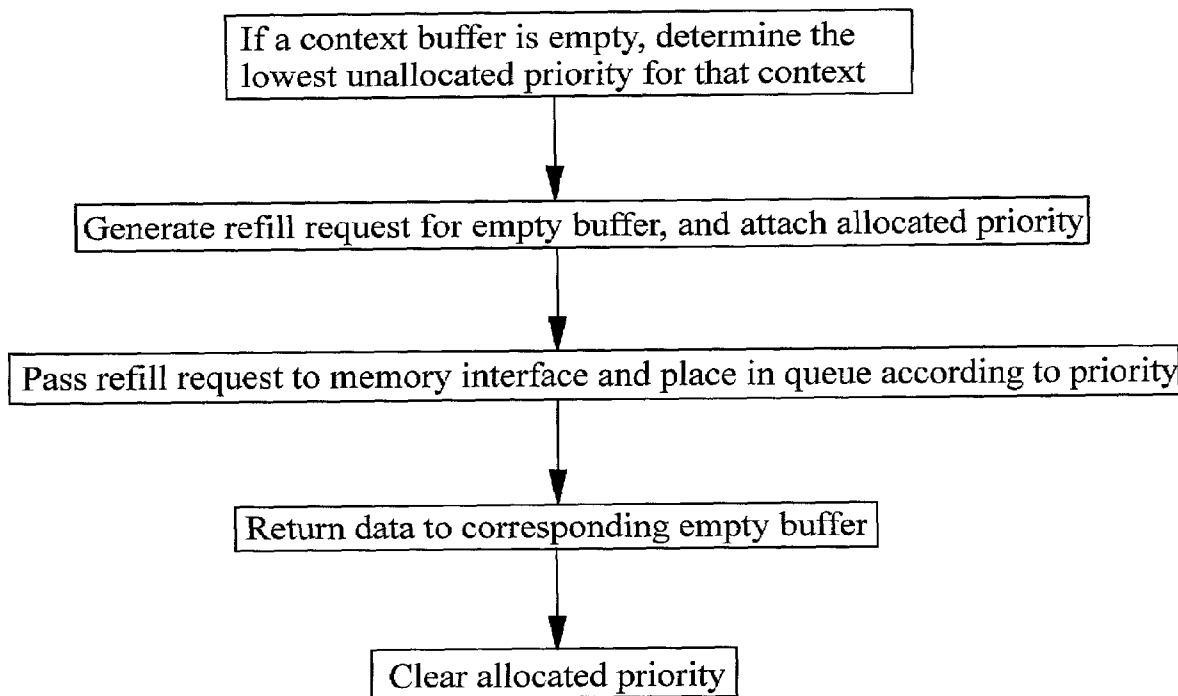 If a context buffer is empty, determine the
lowest unallocated priority for that context
Generate refill request for empty buffer, and attach allocated priority
Pass refill request to memory interface and place in queue according to priority
Return data to corresponding empty buffer
Clear allocated priority